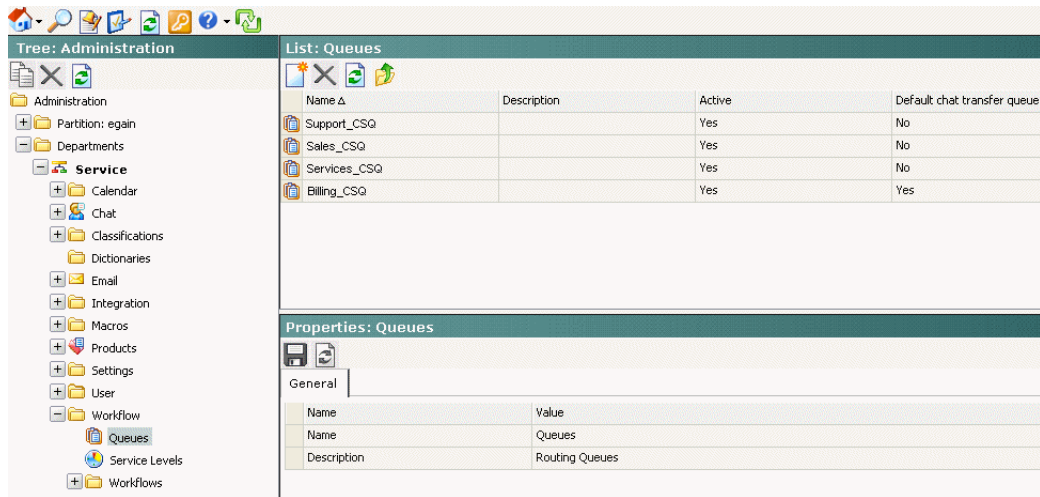 Tree: Administration
Administration
Partition: egain
Departments
Service
Calendar
Chat
Classifications
Dictionaries
Email
Integration
Macros
Products
Settings
User
Workflow
Queues
Service Levels
Workflows
List: Queues
Name Description Active Default chat transfer queue
Support_CSQ Yes No
Sales_CSQ Yes No
Services_CSQ Yes No
Billing_CSQ Yes Yes
Properties: Queues
General
Name Value
Name Queues
Description Routing Queues